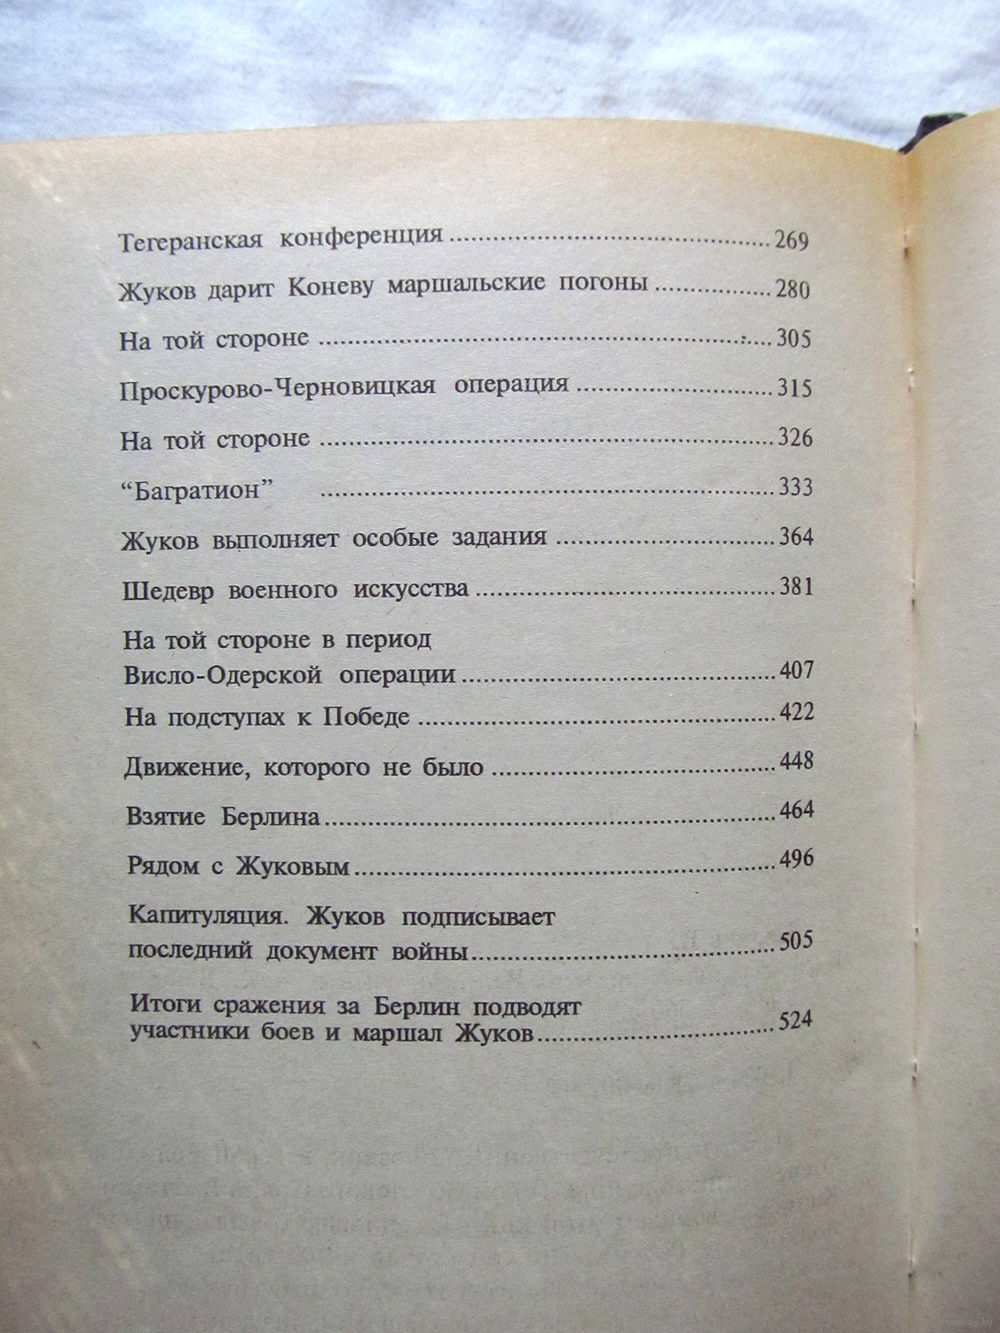 Тегеранская конференция ........ 269
Жуков дарит Коневу маршальские погоны ........ 280
На той стороне ........ 305
Проскурово-Черновицкая операция ........ 315
На той стороне ........ 326
“Багратион” ........ 333
Жуков выполняет особые задания ........ 364
Шедевр военного искусства ........ 381
На той стороне в период
Висло-Одерской операции ........ 407
На подступах к Победе ........ 422
Движение, которого не было ........ 448
Взятие Берлина ........ 464
Рядом с Жуковым ........ 496
Капитуляция. Жуков подписывает
последний документ войны ........ 505
Итоги сражения за Берлин подводят
участники боев и маршал Жуков ........ 524